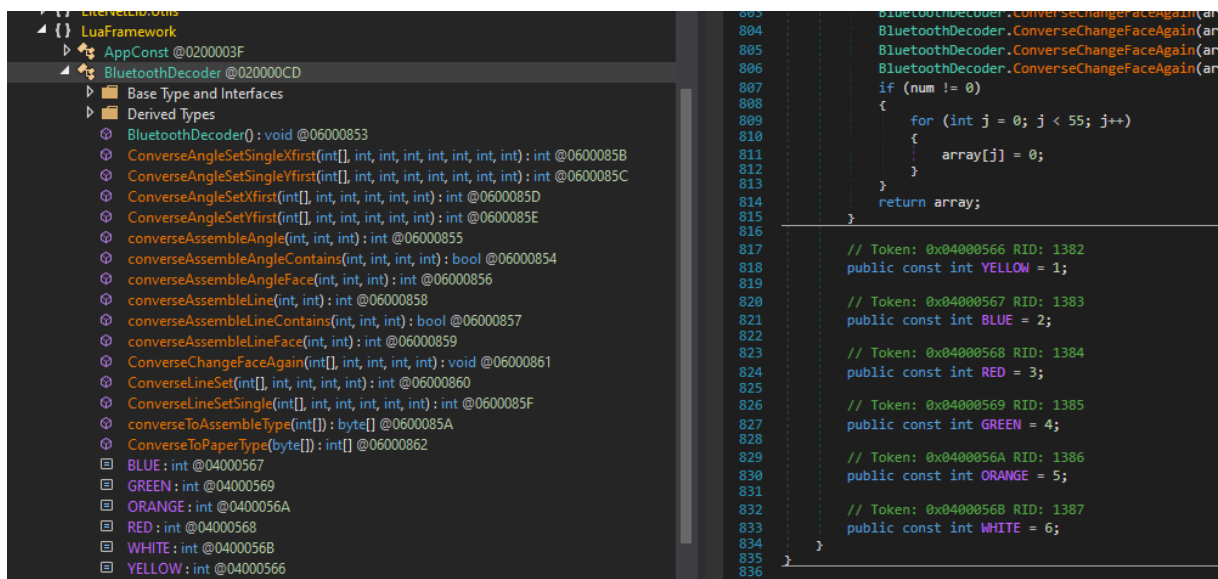 LiteNetLib.Utils
{ } LuaFramework
AppConst @0200003F
BluetoothDecoder @020000CD
Base Type and Interfaces
Derived Types
BluetoothDecoder() : void @06000853
ConverseAngleSetSingleXfirst(int[], int, int, int, int, int, int, int) : int @0600085B
ConverseAngleSetSingleYfirst(int[], int, int, int, int, int, int, int) : int @0600085C
ConverseAngleSetXfirst(int[], int, int, int, int, int) : int @0600085D
ConverseAngleSetYfirst(int[], int, int, int, int, int) : int @0600085E
converseAssembleAngle(int, int, int) : int @06000855
converseAssembleAngleContains(int, int, int, int) : bool @06000854
converseAssembleAngleFace(int, int, int) : int @06000856
converseAssembleLine(int, int) : int @06000858
converseAssembleLineContains(int, int, int) : bool @06000857
converseAssembleLineFace(int, int) : int @06000859
ConverseChangeFaceAgain(int[], int, int, int, int) : void @06000861
ConverseLineSet(int[], int, int, int, int) : int @06000860
ConverseLineSetSingle(int[], int, int, int, int, int) : int @0600085F
converseToAssembleType(int[]) : byte[] @0600085A
ConverseToPaperType(byte[]) : int[] @06000862
BLUE : int @04000567
GREEN : int @04000569
ORANGE : int @0400056A
RED : int @04000568
WHITE : int @0400056B
YELLOW : int @04000566
803 BluetoothDecoder.ConverseChangeFaceAgain(ar
804 BluetoothDecoder.ConverseChangeFaceAgain(ar
805 BluetoothDecoder.ConverseChangeFaceAgain(ar
806 BluetoothDecoder.ConverseChangeFaceAgain(ar
807 if (num != 0)
808 {
809 for (int j = 0; j < 55; j++)
810 {
811 array[j] = 0;
812 }
813 }
814 return array;
815 }
816
817 // Token: 0x04000566 RID: 1382
818 public const int YELLOW = 1;
819
820 // Token: 0x04000567 RID: 1383
821 public const int BLUE = 2;
822
823 // Token: 0x04000568 RID: 1384
824 public const int RED = 3;
825
826 // Token: 0x04000569 RID: 1385
827 public const int GREEN = 4;
828
829 // Token: 0x0400056A RID: 1386
830 public const int ORANGE = 5;
831
832 // Token: 0x0400056B RID: 1387
833 public const int WHITE = 6;
834 }
835 }
836